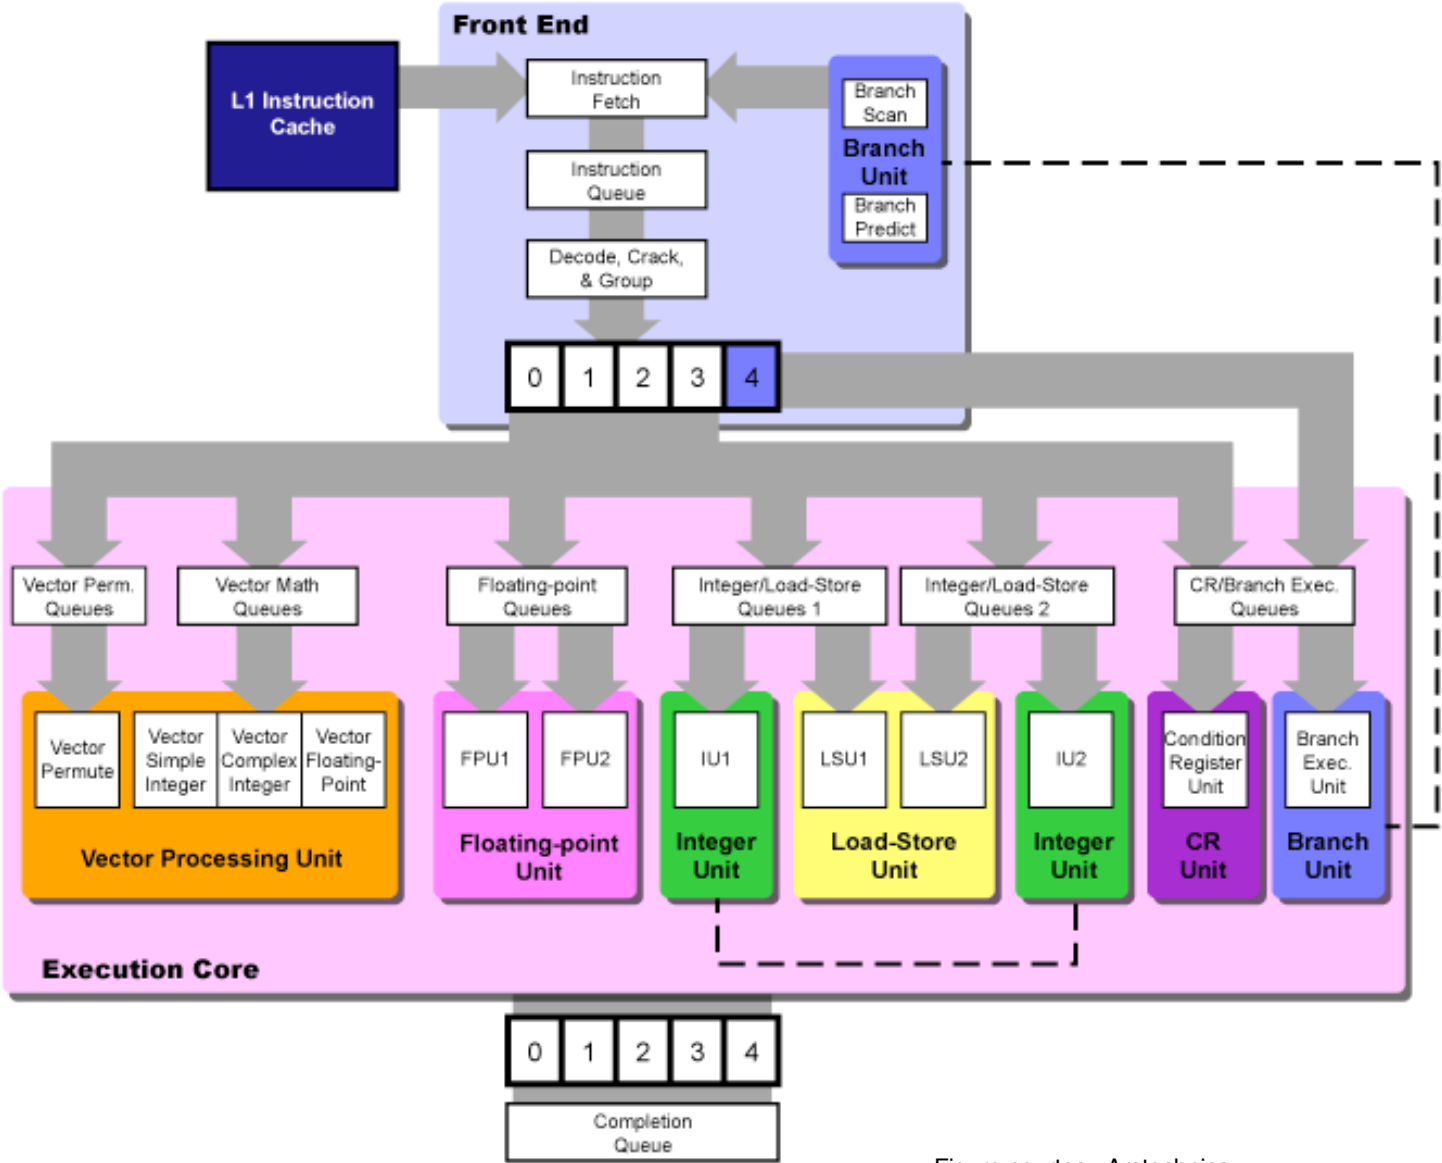 Front End
L1 Instruction
Cache
Instruction
Fetch
Branch
Scan
Branch
Unit
Branch
Predict
Instruction
Queue
Decode, Crack,
& Group
0 1 2 3 4
Vector Perm.
Queues
Vector Math
Queues
Floating-point
Queues
Integer/Load-Store
Queues 1
Integer/Load-Store
Queues 2
CR/Branch Exec.
Queues
Vector
Permute
Vector
Simple
Integer
Vector
Complex
Integer
Vector
Floating-
Point
Vector Processing Unit
FPU1
FPU2
Floating-point
Unit
IU1
Integer
Unit
LSU1
LSU2
Load-Store
Unit
IU2
Integer
Unit
Condition
Register
Unit
CR
Unit
Branch
Exec.
Unit
Branch
Unit
Execution Core
0 1 2 3 4
Completion
Queue